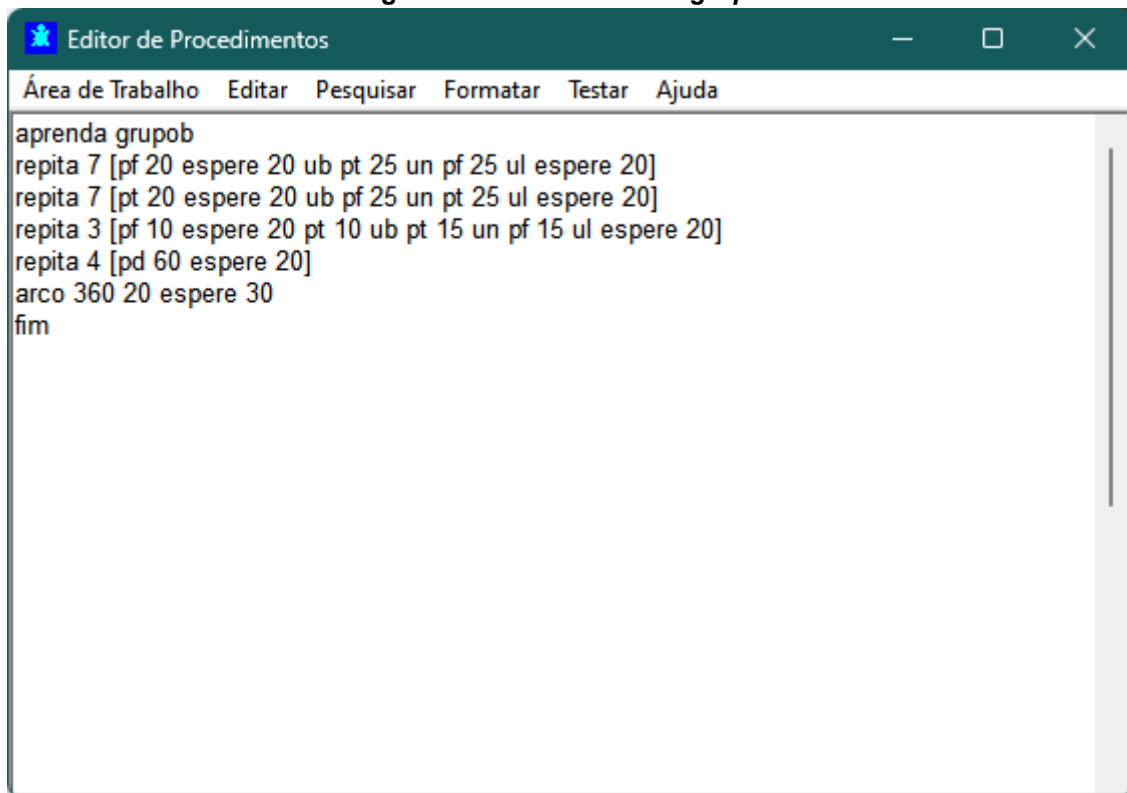 Editor de Procedimentos
Área de Trabalho Editar Pesquisar Formatar Testar Ajuda
aprenda grupob
repita 7 [pf 20 espere 20 ub pt 25 un pf 25 ul espere 20]
repita 7 [pt 20 espere 20 ub pf 25 un pt 25 ul espere 20]
repita 3 [pf 10 espere 20 pt 10 ub pt 15 un pf 15 ul espere 20]
repita 4 [pd 60 espere 20]
arco 360 20 espere 30
fim